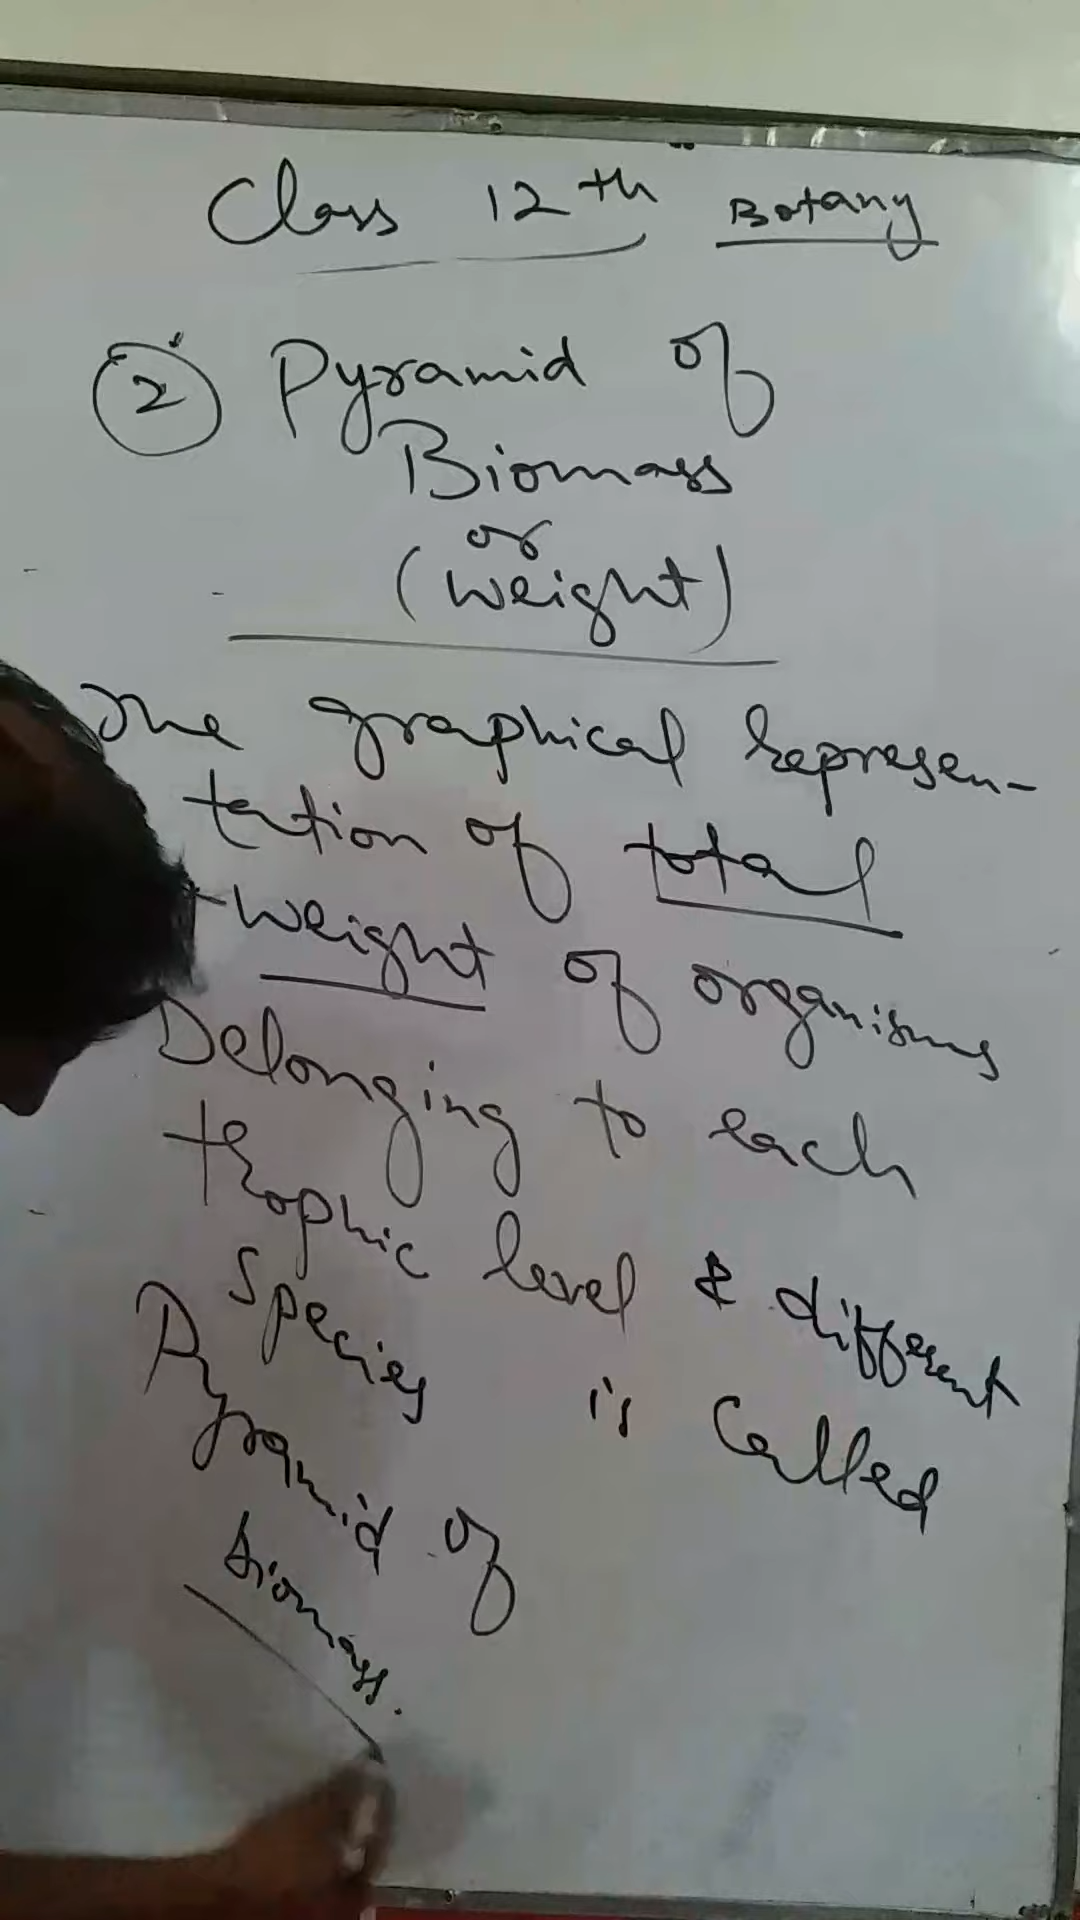 Class 12th Botany
2 Pyramid of
Biomass
or
(weight)
The graphical represen-
tation of total
weight of organisms
Belonging to each
trophic level & different
species is called
Pyramid of
biomass.